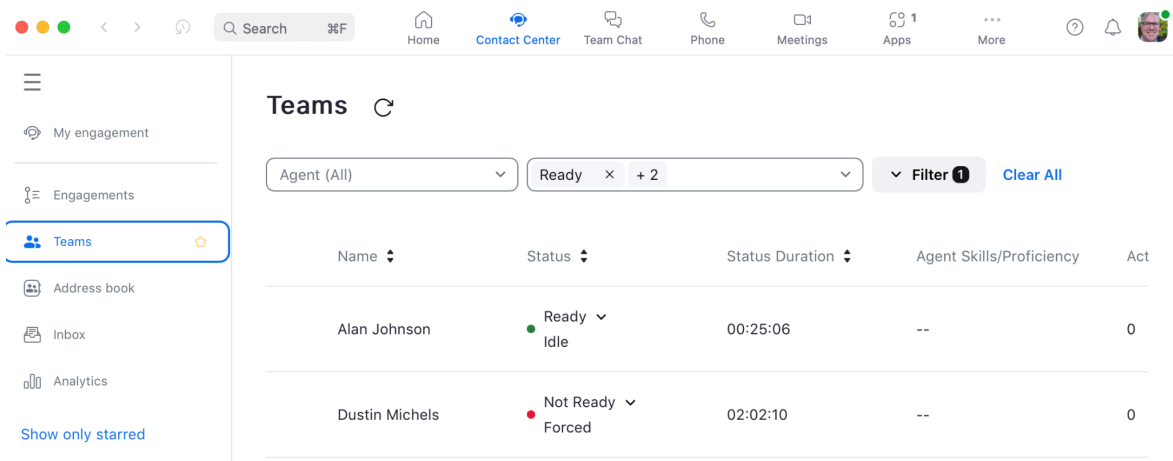 Search ⌘F
Home
Contact Center
Team Chat
Phone
Meetings
1
Apps
More
My engagement
Engagements
Teams
Address book
Inbox
Analytics
Show only starred
Teams
Agent (All)
Ready × + 2
Filter 1
Clear All
Name Status Status Duration Agent Skills/Proficiency Act
Alan Johnson Ready 00:25:06 -- 0
Idle
Dustin Michels Not Ready 02:02:10 -- 0
Forced